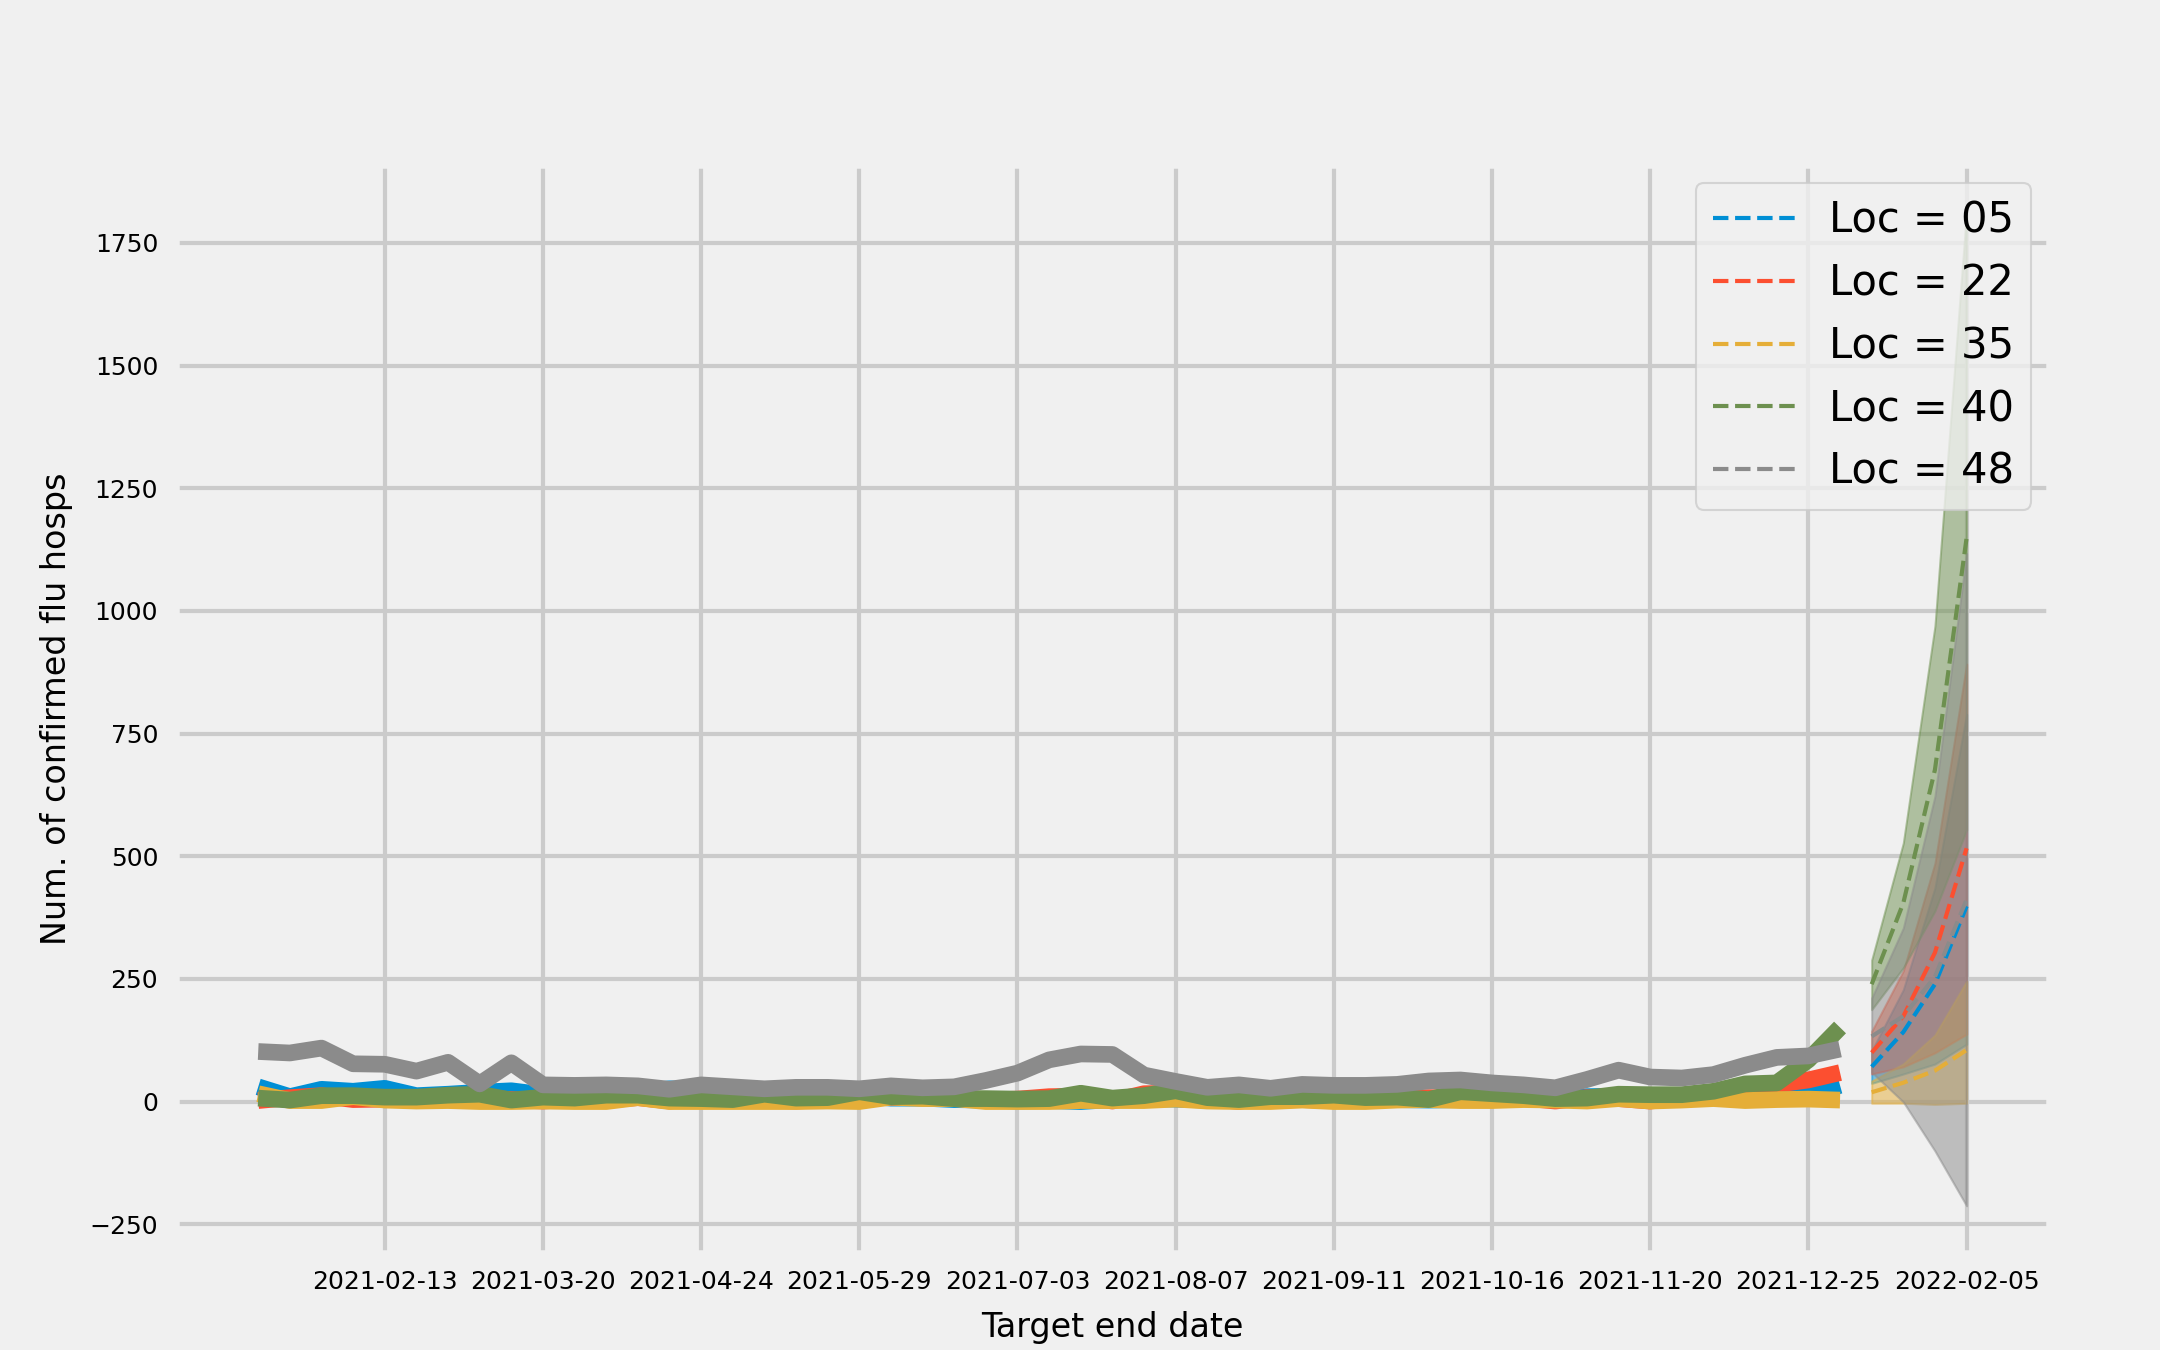 Loc = 05
Loc = 22
Loc = 35
Loc = 40
Loc = 48
1750
1500
1250
1000
750
500
250
0
−250
Num. of confirmed flu hosps
2021-02-13 2021-03-20 2021-04-24 2021-05-29 2021-07-03 2021-08-07 2021-09-11 2021-10-16 2021-11-20 2021-12-25 2022-02-05
Target end date